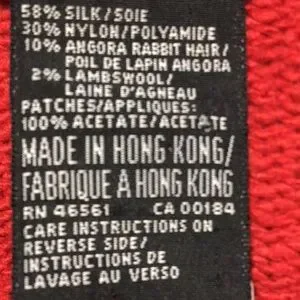 58% SILK/SOIE
30% NYLON/POLYAMIDE
10% ANGORA RABBIT HAIR/
POIL DE LAPIN ANGORA
2% LAMBSWOOL/
LAINE D'AGNEAU
PATCHES/APPLIQUES:
100% ACETATE/ACÉTATE
MADE IN HONG KONG/
FABRIQUE A HONG KONG
RN 46561 CA 00184
CARE INSTRUCTIONS ON
REVERSE SIDE/
INSTRUCTIONS DE
LAVAGE AU VERSO